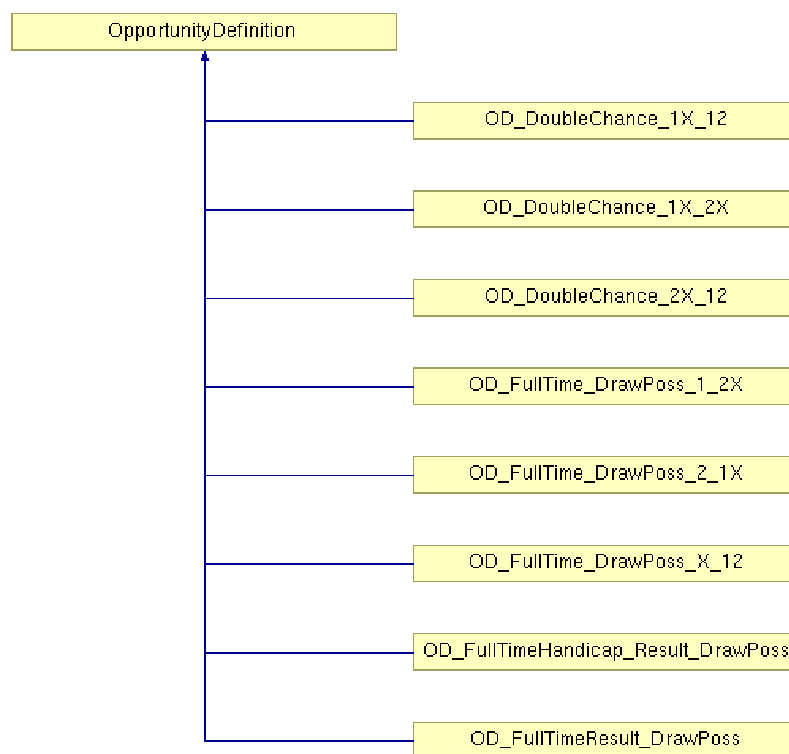 OpportunityDefinition
OD_DoubleChance_1X_12
OD_DoubleChance_1X_2X
OD_DoubleChance_2X_12
OD_FullTime_DrawPoss_1_2X
OD_FullTime_DrawPoss_2_1X
OD_FullTime_DrawPoss_X_12
OD_FullTimeHandicap_Result_DrawPoss
OD_FullTimeResult_DrawPoss